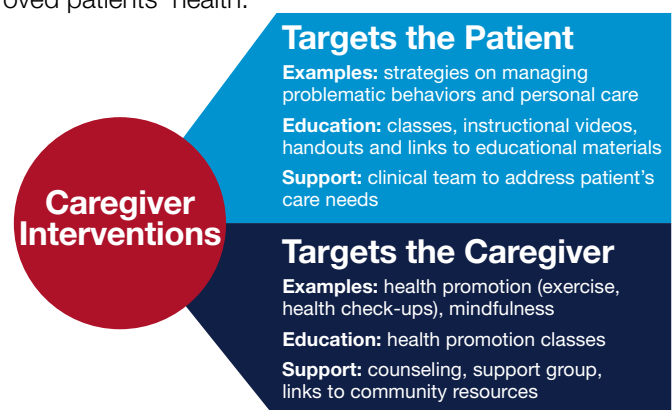 patients' health.
Caregiver
Interventions
Targets the Patient
Examples: strategies on managing
problematic behaviors and personal care
Education: classes, instructional videos,
handouts and links to educational materials
Support: clinical team to address patient's
care needs
Targets the Caregiver
Examples: health promotion (exercise,
health check-ups), mindfulness
Education: health promotion classes
Support: counseling, support group,
links to community resources